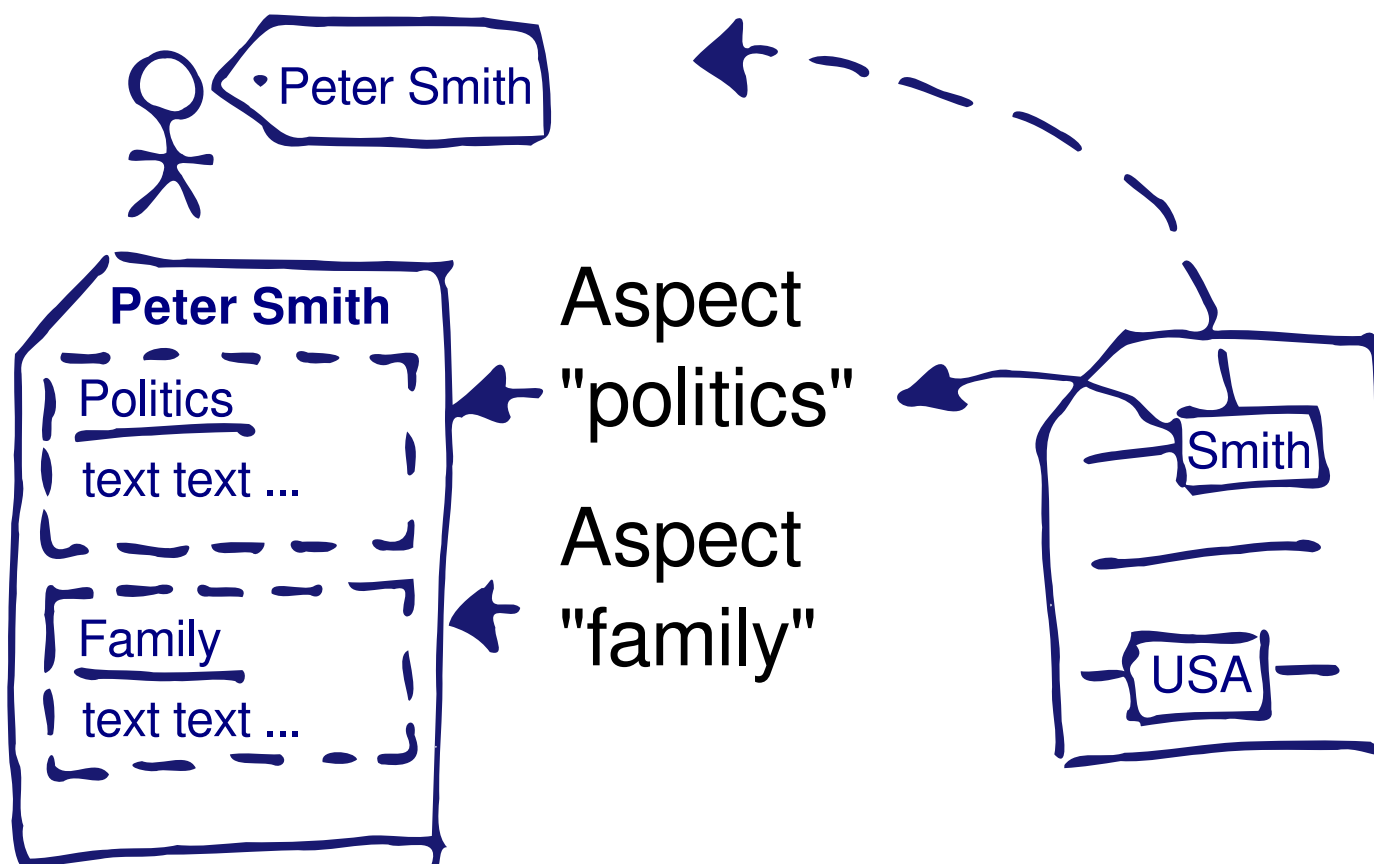 Peter Smith
Peter Smith
Politics
text text ...
Family
text text ...
Aspect
"politics"
Aspect
"family"
Smith
USA